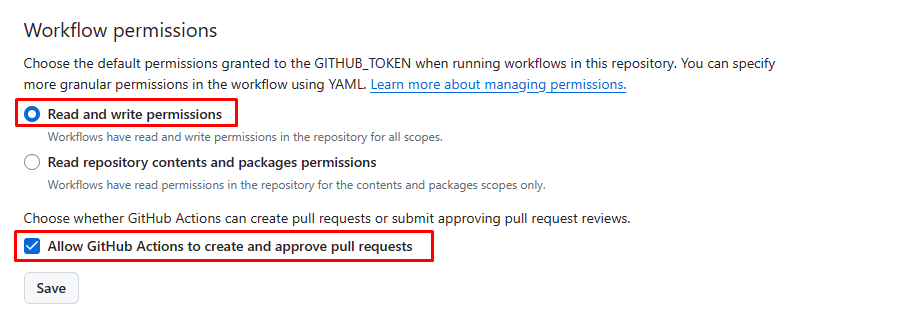 Workflow permissions
Choose the default permissions granted to the GITHUB_TOKEN when running workflows in this repository. You can specify
more granular permissions in the workflow using YAML. Learn more about managing permissions.
Read and write permissions
Workflows have read and write permissions in the repository for all scopes.
Read repository contents and packages permissions
Workflows have read permissions in the repository for the contents and packages scopes only.
Choose whether GitHub Actions can create pull requests or submit approving pull request reviews.
Allow GitHub Actions to create and approve pull requests
Save